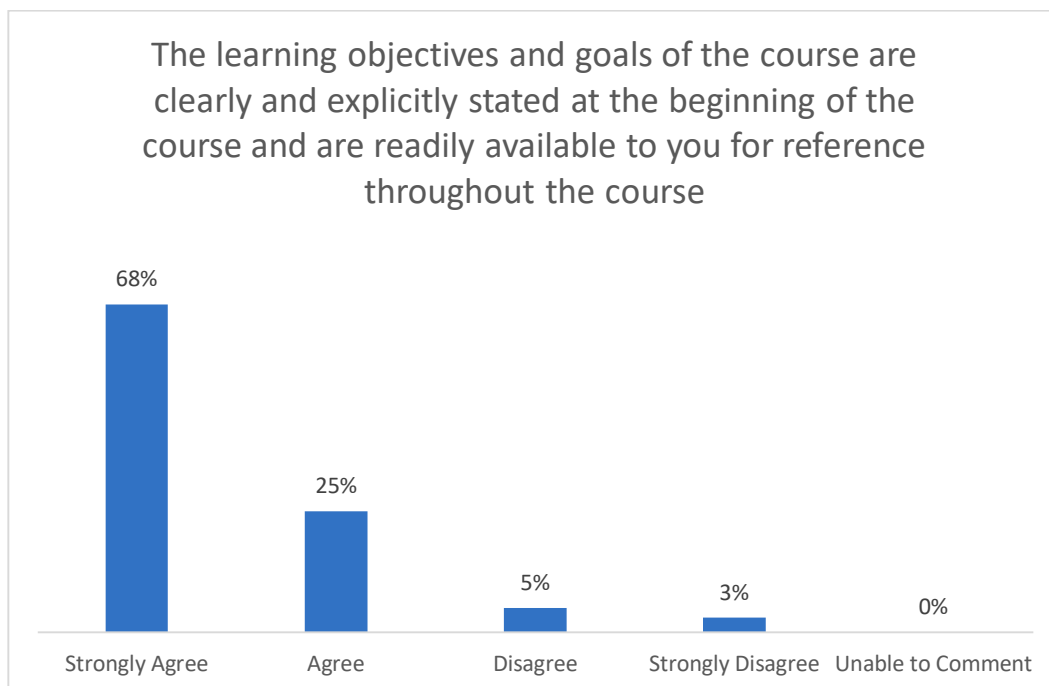 The learning objectives and goals of the course are
clearly and explicitly stated at the beginning of the
course and are readily available to you for reference
throughout the course
68%
25%
5%
3%
0%
Strongly Agree
Agree
Disagree
Strongly Disagree
Unable to Comment